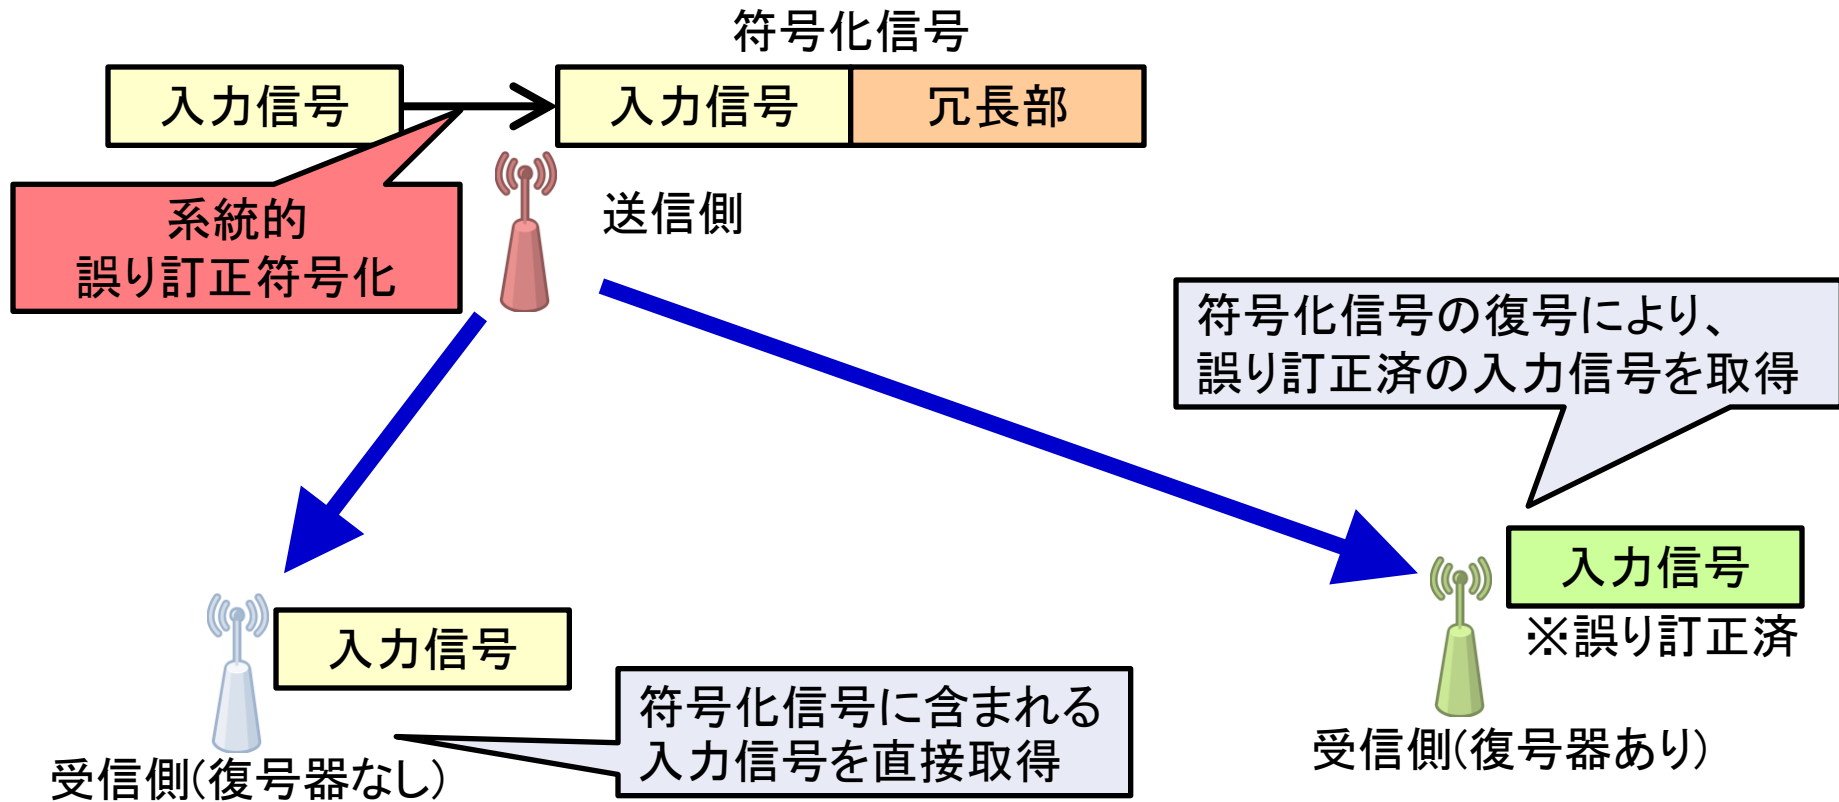 符号化信号
入力信号
入力信号
冗長部
系統的
誤り訂正符号化
送信側
符号化信号の復号により、
誤り訂正済の入力信号を取得
入力信号
※誤り訂正済
受信側(復号器あり)
入力信号
符号化信号に含まれる
入力信号を直接取得
受信側(復号器なし)